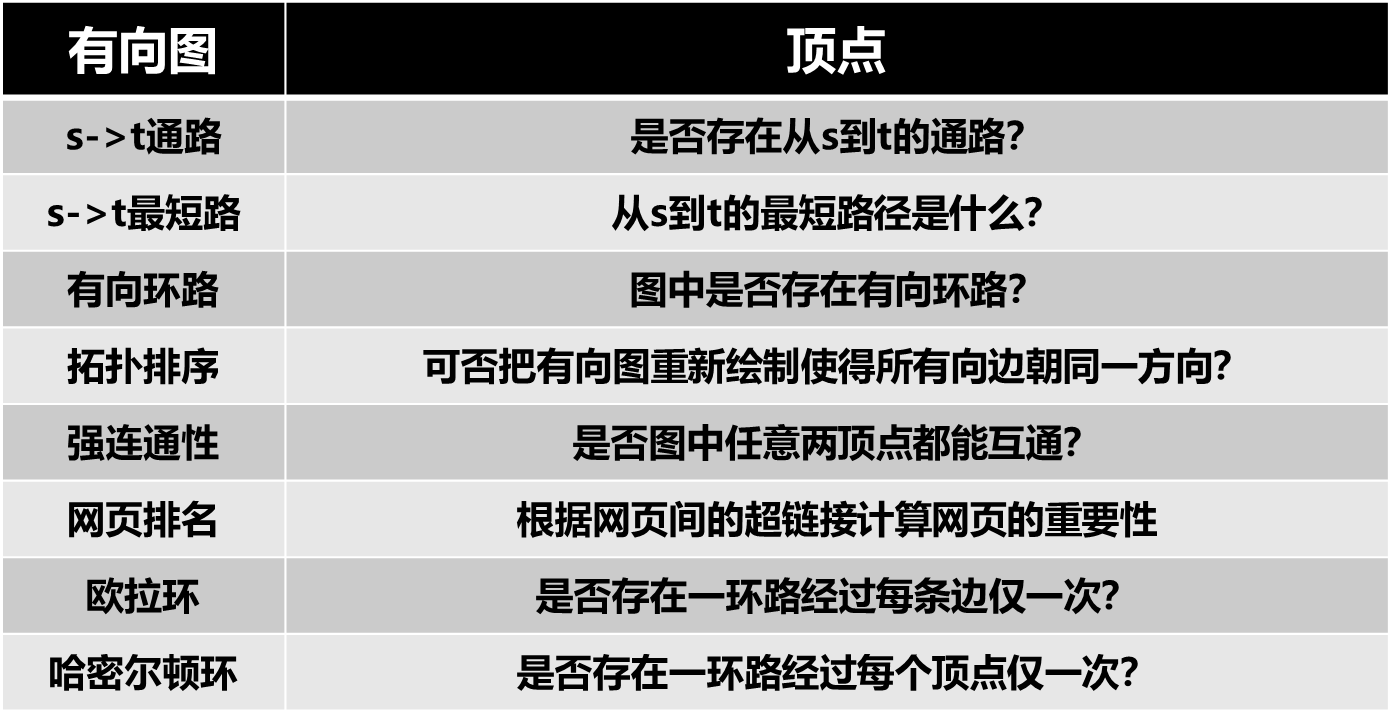 有向图 顶点
s->t通路 是否存在从s到t的通路？
s->t最短路 从s到t的最短路径是什么？
有向环路 图中是否存在有向环路？
拓扑排序 可否把有向图重新绘制使得所有向边朝同一方向？
强连通性 是否图中任意两顶点都能互通？
网页排名 根据网页间的超链接计算网页的重要性
欧拉环 是否存在一环路经过每条边仅一次？
哈密尔顿环 是否存在一环路经过每个顶点仅一次？